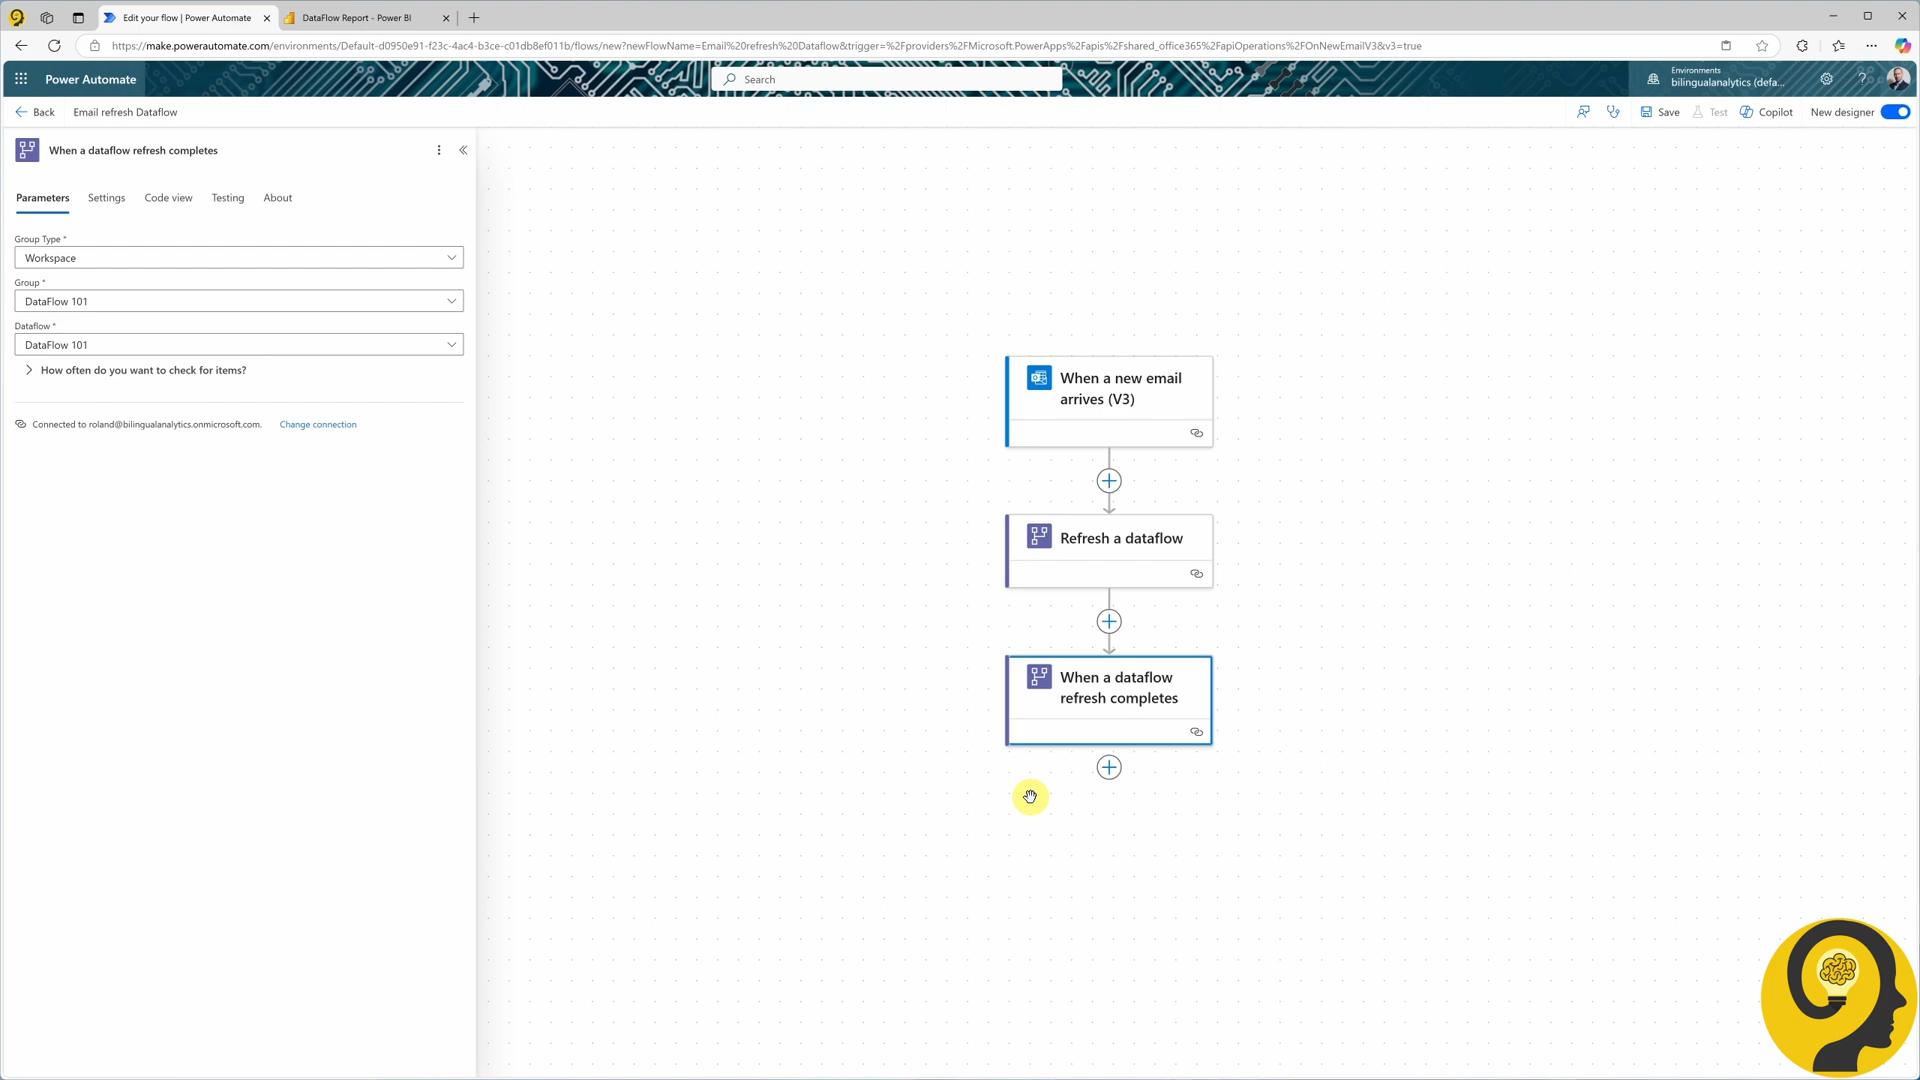 Edit your flow | Power Automate
DataFlow Report - Power BI
https://make.powerautomate.com/environments/Default-d0950e91-f23c-4ac4-b3ce-c01db8ef011b/flows/new?newFlowName=Email%20refresh%20Dataflow&trigger=%2Fproviders%2FMicrosoft.PowerApps%2Fapis%2Fshared_office365%2FapiOperations%2FOnNewEmailV3&v3=true
Power Automate
Search
Environments
bilingualanalytics (defa...
Back
Email refresh Dataflow
Save
Test
Copilot
New designer
When a dataflow refresh completes
Parameters
Settings
Code view
Testing
About
Group Type *
Workspace
Group *
DataFlow 101
Dataflow *
DataFlow 101
How often do you want to check for items?
Connected to roland@bilingualanalytics.onmicrosoft.com.
Change connection
When a new email
arrives (V3)
Refresh a dataflow
When a dataflow
refresh completes